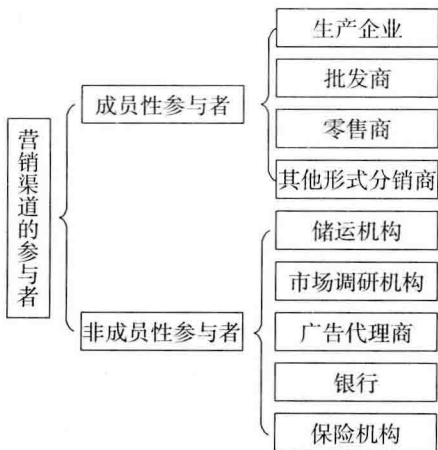 营销渠道的参与者
成员性参与者
生产企业
批发商
零售商
其他形式分销商
非成员性参与者
储运机构
市场调研机构
广告代理商
银行
保险机构